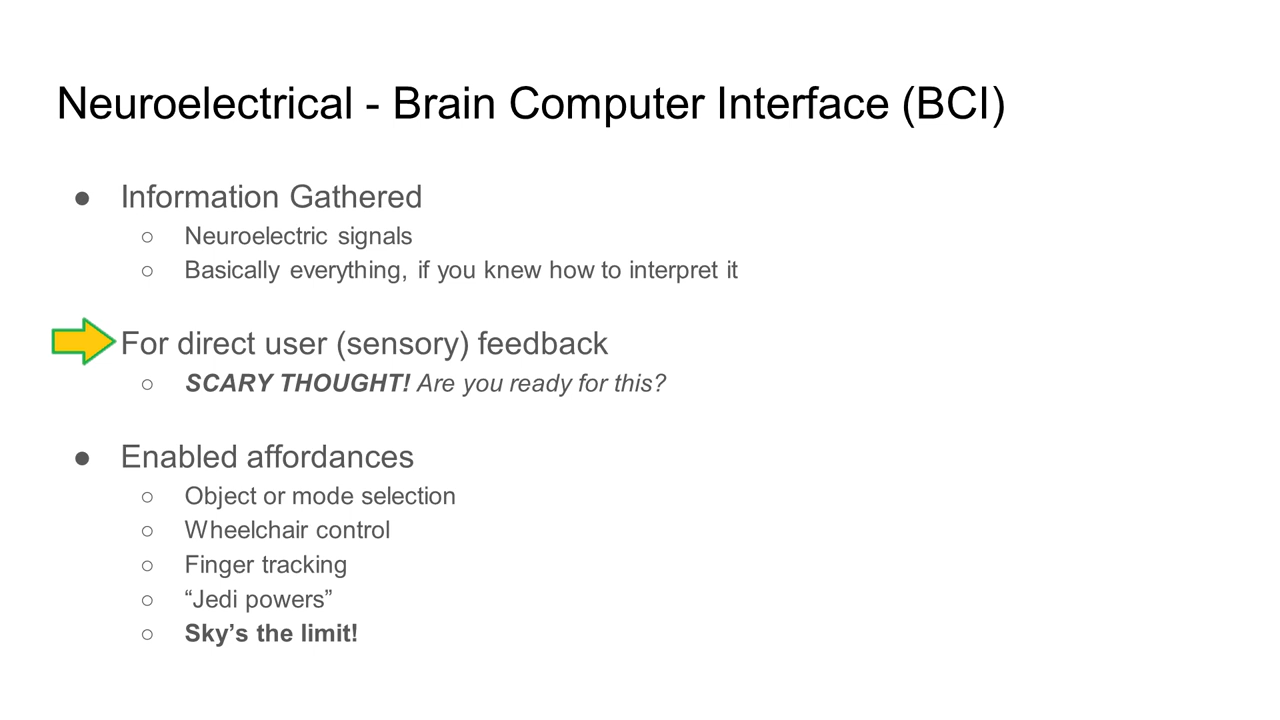 Neuroelectrical - Brain Computer Interface (BCI)
● Information Gathered
○ Neuroelectric signals
○ Basically everything, if you knew how to interpret it
For direct user (sensory) feedback
○ SCARY THOUGHT! Are you ready for this?
● Enabled affordances
○ Object or mode selection
○ Wheelchair control
○ Finger tracking
○ “Jedi powers”
○ Sky’s the limit!